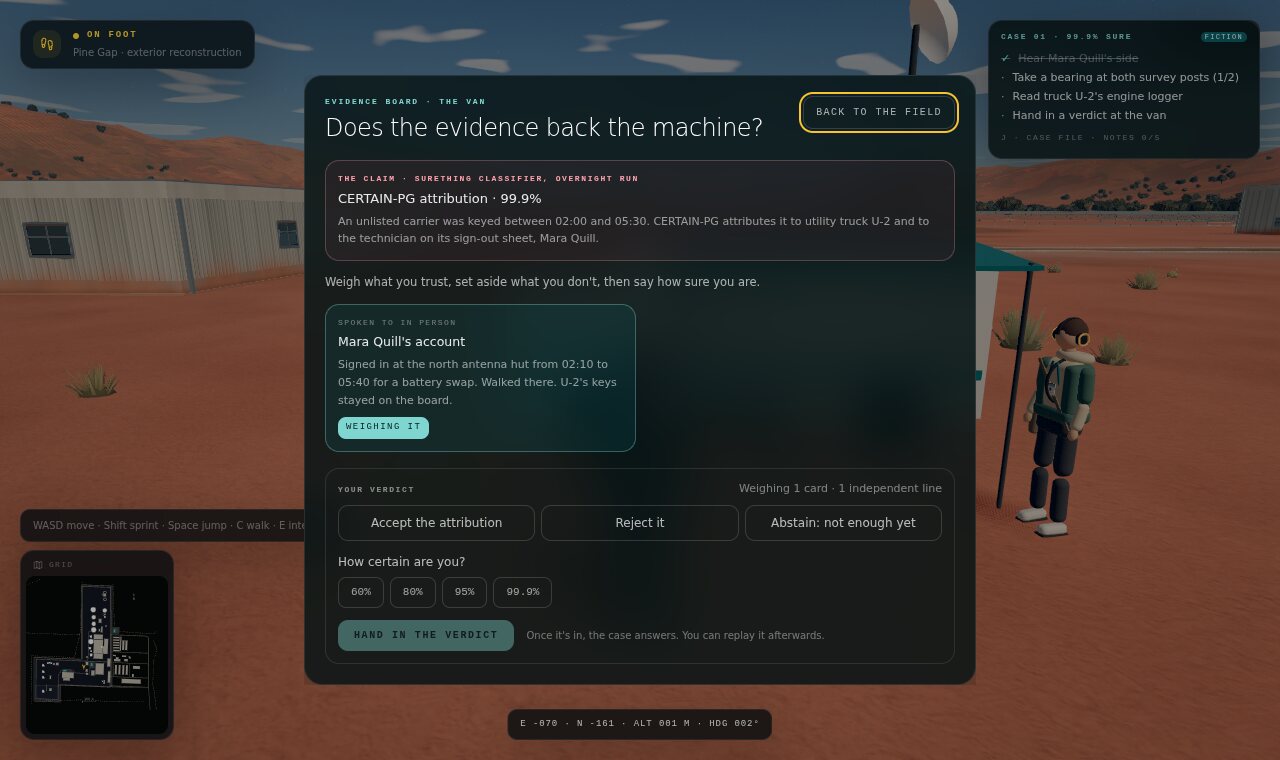 ON FOOT
Pine Gap · exterior reconstruction
CASE 01 · 99.9% SURE
FICTION
✓ Hear Mara Quill's side
· Take a bearing at both survey posts (1/2)
· Read truck U-2's engine logger
· Hand in a verdict at the van
J · CASE FILE · NOTES 0/5
EVIDENCE BOARD · THE VAN
Does the evidence back the machine?
BACK TO THE FIELD
THE CLAIM · SURETHING CLASSIFIER, OVERNIGHT RUN
CERTAIN-PG attribution · 99.9%
An unlisted carrier was keyed between 02:00 and 05:30. CERTAIN-PG attributes it to utility truck U-2 and to
the technician on its sign-out sheet, Mara Quill.
Weigh what you trust, set aside what you don't, then say how sure you are.
SPOKEN TO IN PERSON
Mara Quill's account
Signed in at the north antenna hut from 02:10 to
05:40 for a battery swap. Walked there. U-2's keys
stayed on the board.
WEIGHING IT
YOUR VERDICT
Weighing 1 card · 1 independent line
Accept the attribution
Reject it
Abstain: not enough yet
How certain are you?
60%
80%
95%
99.9%
HAND IN THE VERDICT
Once it's in, the case answers. You can replay it afterwards.
WASD move · Shift sprint · Space jump · C walk · E inte
GRID
E -070 · N -161 · ALT 001 M · HDG 002°